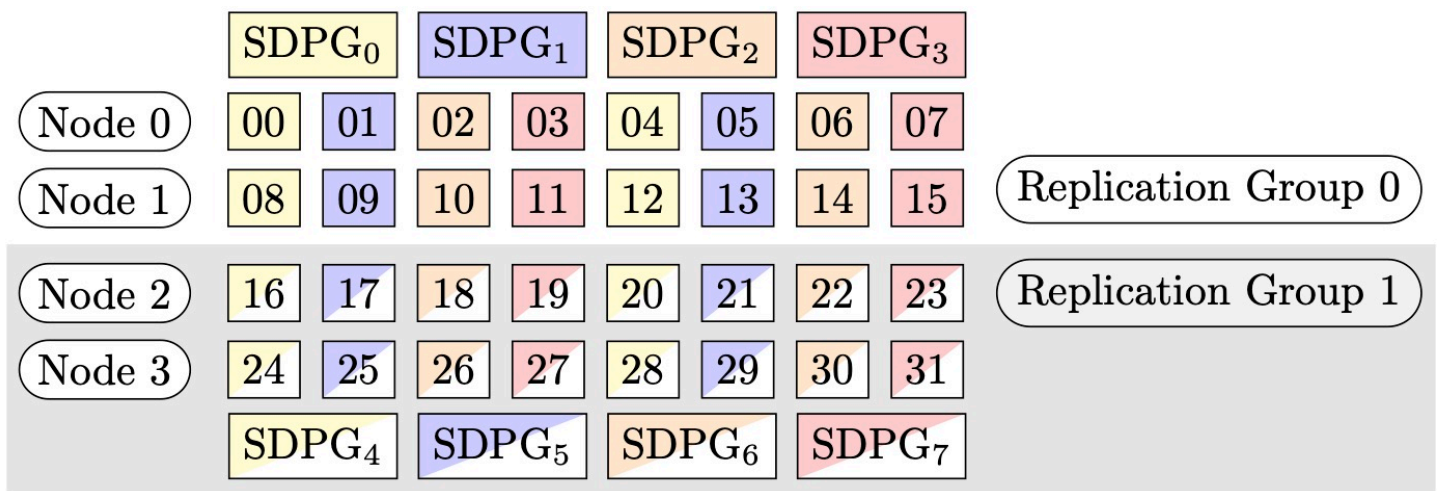 SDPG₀ SDPG₁ SDPG₂ SDPG₃
Node 0 00 01 02 03 04 05 06 07
Node 1 08 09 10 11 12 13 14 15 Replication Group 0
Node 2 16 17 18 19 20 21 22 23 Replication Group 1
Node 3 24 25 26 27 28 29 30 31
SDPG₄ SDPG₅ SDPG₆ SDPG₇